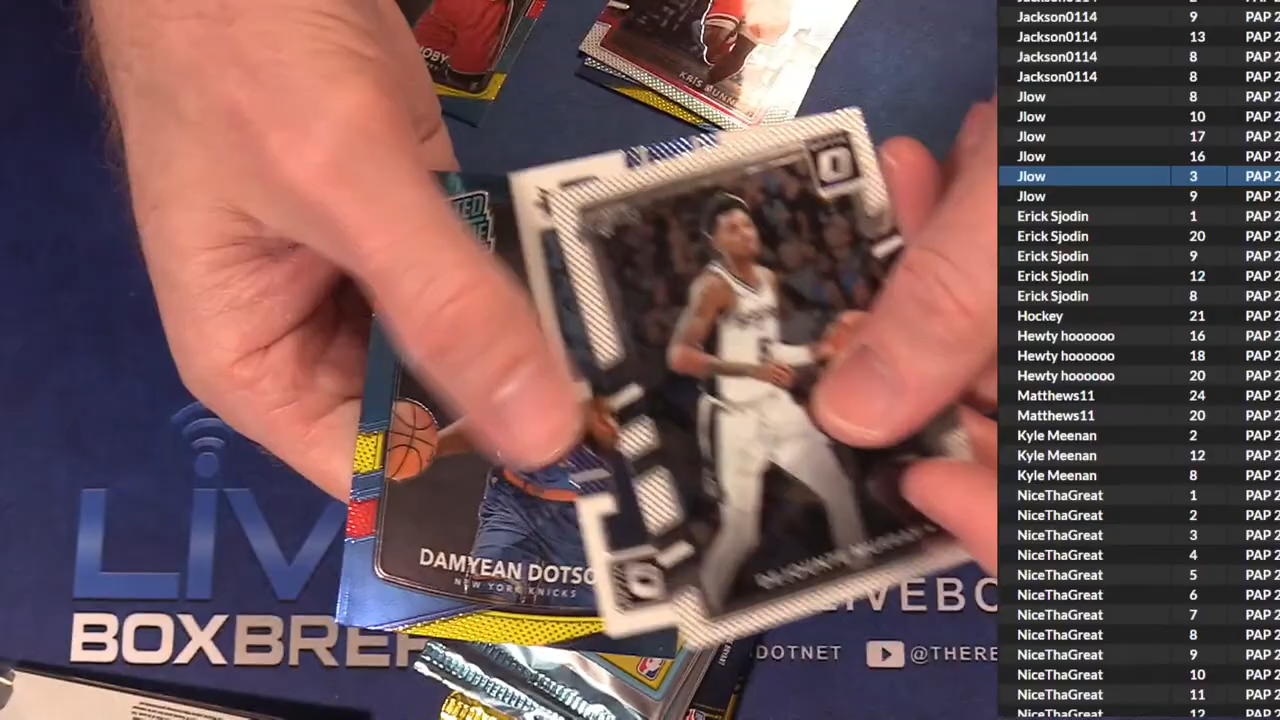 OBY
KRIS DUNN
TED
DAMYEAN DOTSO
NEW YORK KNICKS
LIV
BOXBRE
LIVEBO
DOTNET
@THERE
Jackson0114 9 PAP 2
Jackson0114 13 PAP 2
Jackson0114 8 PAP 2
Jackson0114 8 PAP 2
Jlow 8 PAP 2
Jlow 10 PAP 2
Jlow 17 PAP 2
Jlow 16 PAP 2
Jlow 3 PAP 2
Jlow 9 PAP 2
Erick Sjodin 1 PAP 2
Erick Sjodin 20 PAP 2
Erick Sjodin 9 PAP 2
Erick Sjodin 12 PAP 2
Erick Sjodin 8 PAP 2
Hockey 21 PAP 2
Hewty hoooooo 16 PAP 2
Hewty hoooooo 18 PAP 2
Hewty hoooooo 20 PAP 2
Matthews11 24 PAP 2
Matthews11 20 PAP 2
Kyle Meenan 2 PAP 2
Kyle Meenan 12 PAP 2
Kyle Meenan 8 PAP 2
NiceThaGreat 1 PAP 2
NiceThaGreat 2 PAP 2
NiceThaGreat 3 PAP 2
NiceThaGreat 4 PAP 2
NiceThaGreat 5 PAP 2
NiceThaGreat 6 PAP 2
NiceThaGreat 7 PAP 2
NiceThaGreat 8 PAP 2
NiceThaGreat 9 PAP 2
NiceThaGreat 10 PAP 2
NiceThaGreat 11 PAP 2
NiceThaGreat 12 PAP 2